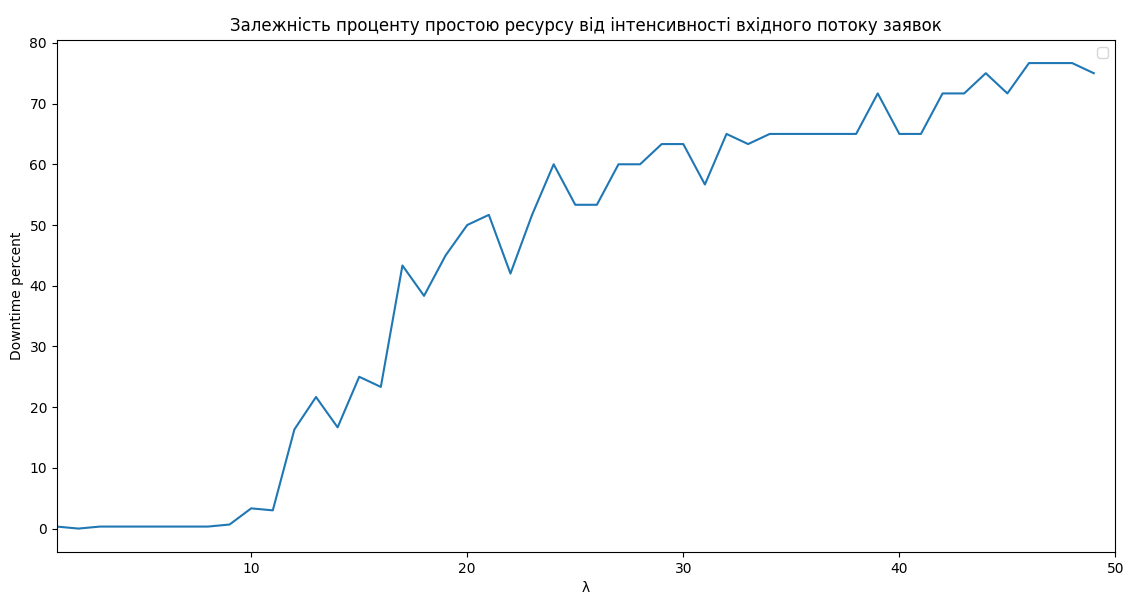 Залежність проценту простою ресурсу від інтенсивності вхідного потоку заявок
80
70
60
50
40
30
20
10
0
Downtime percent
10 20 30 40 50
λ